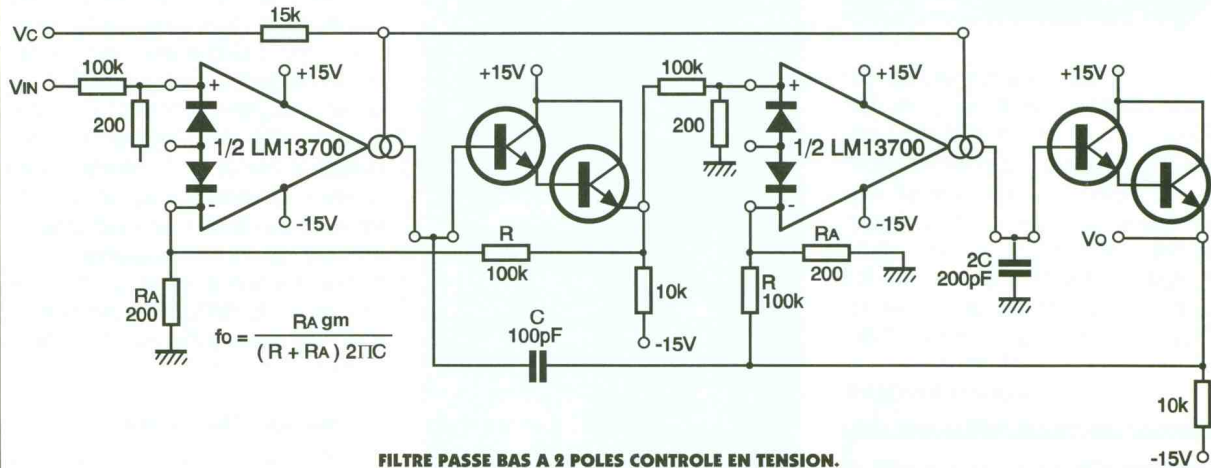 15k
Vc
VIN
100k
+
200
-
1/2 LM13700
+15V
-15V
RA
200
fo = RA gm / ( R + RA ) 2ΠC
+15V
R
100k
10k
-15V
C
100pF
100k
200
+
-
1/2 LM13700
+15V
-15V
RA
200
R
100k
+15V
Vo
2C
200pF
10k
-15V
FILTRE PASSE BAS A 2 POLES CONTROLE EN TENSION.